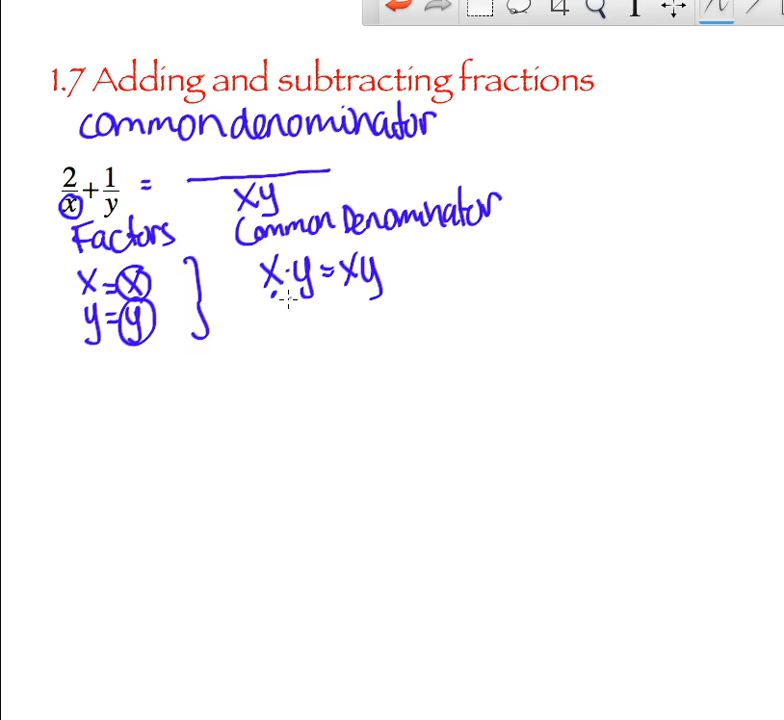 1.7 Adding and subtracting fractions
common denominator
2/x + 1/y = /xy
Factors Common Denominator
x = x } x · y = xy
y = y